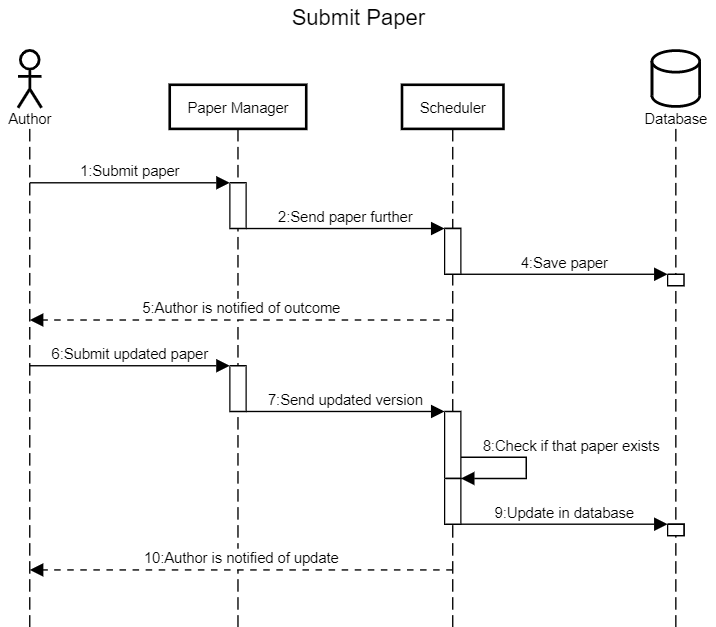 Submit Paper
Author
Paper Manager
Scheduler
Database
1:Submit paper
2:Send paper further
4:Save paper
5:Author is notified of outcome
6:Submit updated paper
7:Send updated version
8:Check if that paper exists
9:Update in database
10:Author is notified of update